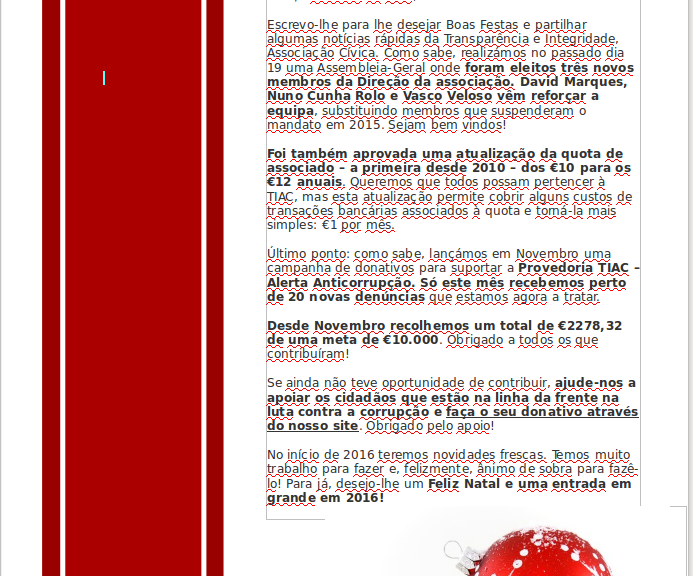 Escrevo-lhe para lhe desejar Boas Festas e partilhar
algumas notícias rápidas da Transparência e Integridade,
Associação Cívica. Como sabe, realizámos no passado dia
19 uma Assembleia-Geral onde foram eleitos três novos
membros da Direção da associação. David Marques,
Nuno Cunha Rolo e Vasco Veloso vêm reforçar a
equipa, substituindo membros que suspenderam o
mandato em 2015. Sejam bem vindos!
Foi também aprovada uma atualização da quota de
associado – a primeira desde 2010 – dos €10 para os
€12 anuais. Queremos que todos possam pertencer à
TIAC, mas esta atualização permite cobrir alguns custos de
transações bancárias associados à quota e torná-la mais
simples: €1 por mês.
Último ponto: como sabe, lançámos em Novembro uma
campanha de donativos para suportar a Provedoria TIAC –
Alerta Anticorrupção. Só este mês recebemos perto
de 20 novas denúncias que estamos agora a tratar.
Desde Novembro recolhemos um total de €2278,32
de uma meta de €10.000. Obrigado a todos os que
contribuíram!
Se ainda não teve oportunidade de contribuir, ajude-nos a
apoiar os cidadãos que estão na linha da frente na
luta contra a corrupção e faça o seu donativo através
do nosso site. Obrigado pelo apoio!
No início de 2016 teremos novidades frescas. Temos muito
trabalho para fazer e, felizmente, ânimo de sobra para fazê-
lo! Para já, desejo-lhe um Feliz Natal e uma entrada em
grande em 2016!